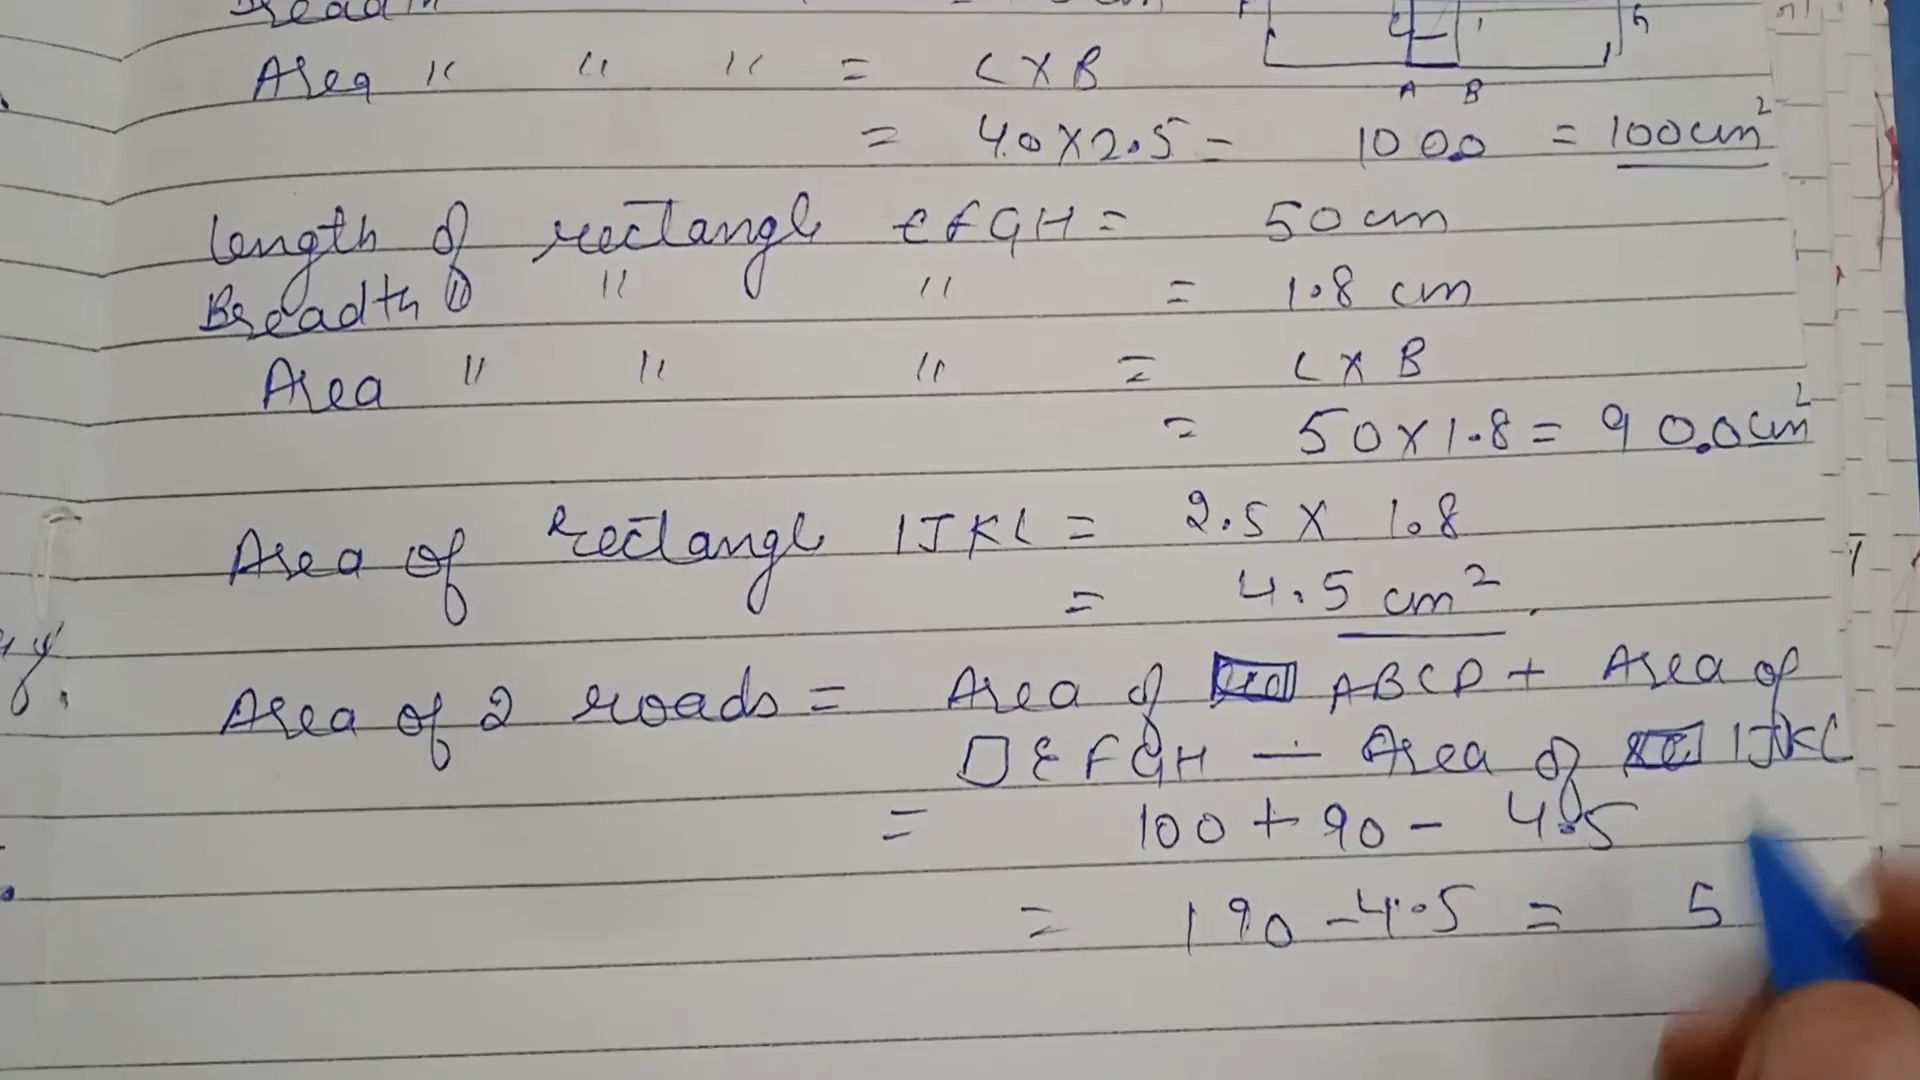 Area " " " = L X B
A B
= 40 X 2.5 = 100.0 = 100 cm²
Length of rectangle EFGH = 50 cm
Breadth " " " = 1.8 cm
Area " " " = L X B
= 50 X 1.8 = 90.0 cm²
Area of Rectangle IJKL = 2.5 X 1.8
= 4.5 cm²
Area of 2 roads = Area of ABCD + Area of
▭ EFGH - Area of IJKL
= 100 + 90 - 4.5
= 190 - 4.5 = 5